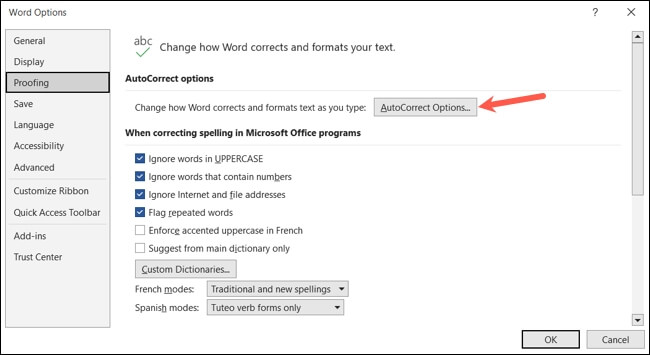 Word Options
?
General
Display
Proofing
Save
Language
Accessibility
Advanced
Customize Ribbon
Quick Access Toolbar
Add-ins
Trust Center
abc
Change how Word corrects and formats your text.
AutoCorrect options
Change how Word corrects and formats text as you type: AutoCorrect Options...
When correcting spelling in Microsoft Office programs
Ignore words in UPPERCASE
Ignore words that contain numbers
Ignore Internet and file addresses
Flag repeated words
Enforce accented uppercase in French
Suggest from main dictionary only
Custom Dictionaries...
French modes: Traditional and new spellings
Spanish modes: Tuteo verb forms only
OK Cancel